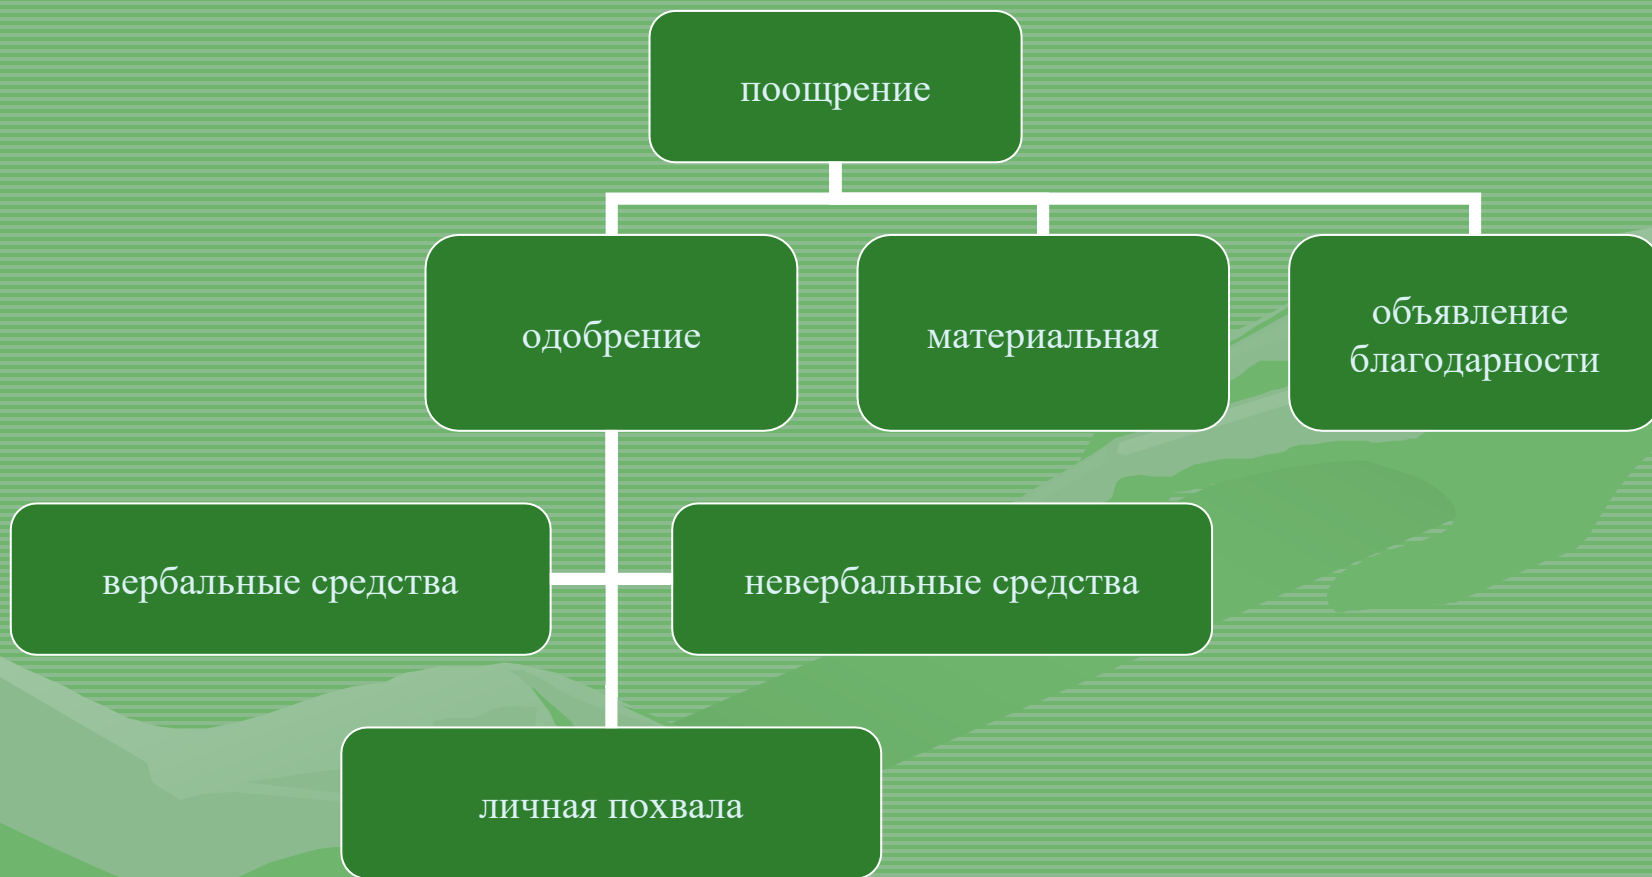 поощрение
одобрение
материальная
объявление
благодарности
вербальные средства
невербальные средства
личная похвала